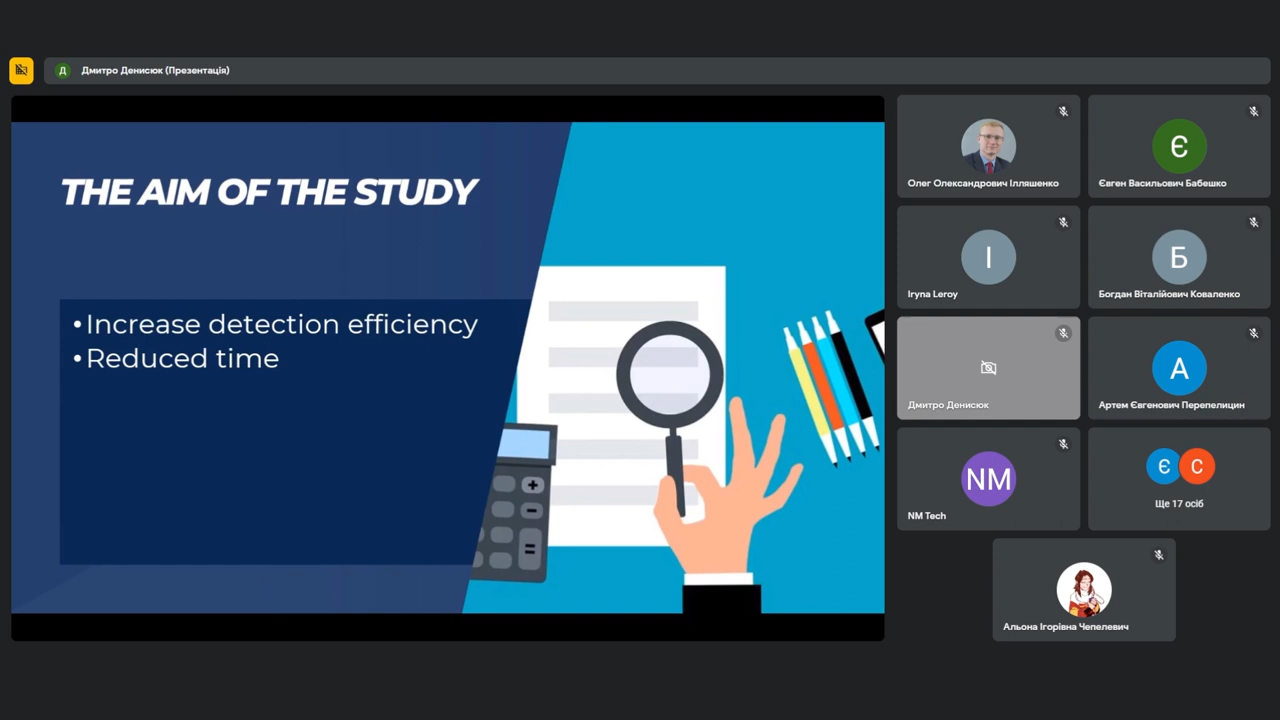 Д Дмитро Денисюк (Презентація)
THE AIM OF THE STUDY
•Increase detection efficiency
•Reduced time
+
-
=
Олег Олександрович Ілляшенко
Є
Євген Васильович Бабешко
I
Iryna Leroy
Б
Богдан Віталійович Коваленко
Дмитро Денисюк
А
Артем Євгенович Перепелицин
NM
NM Tech
Є С
Ще 17 осіб
Альона Ігорівна Чепелевич